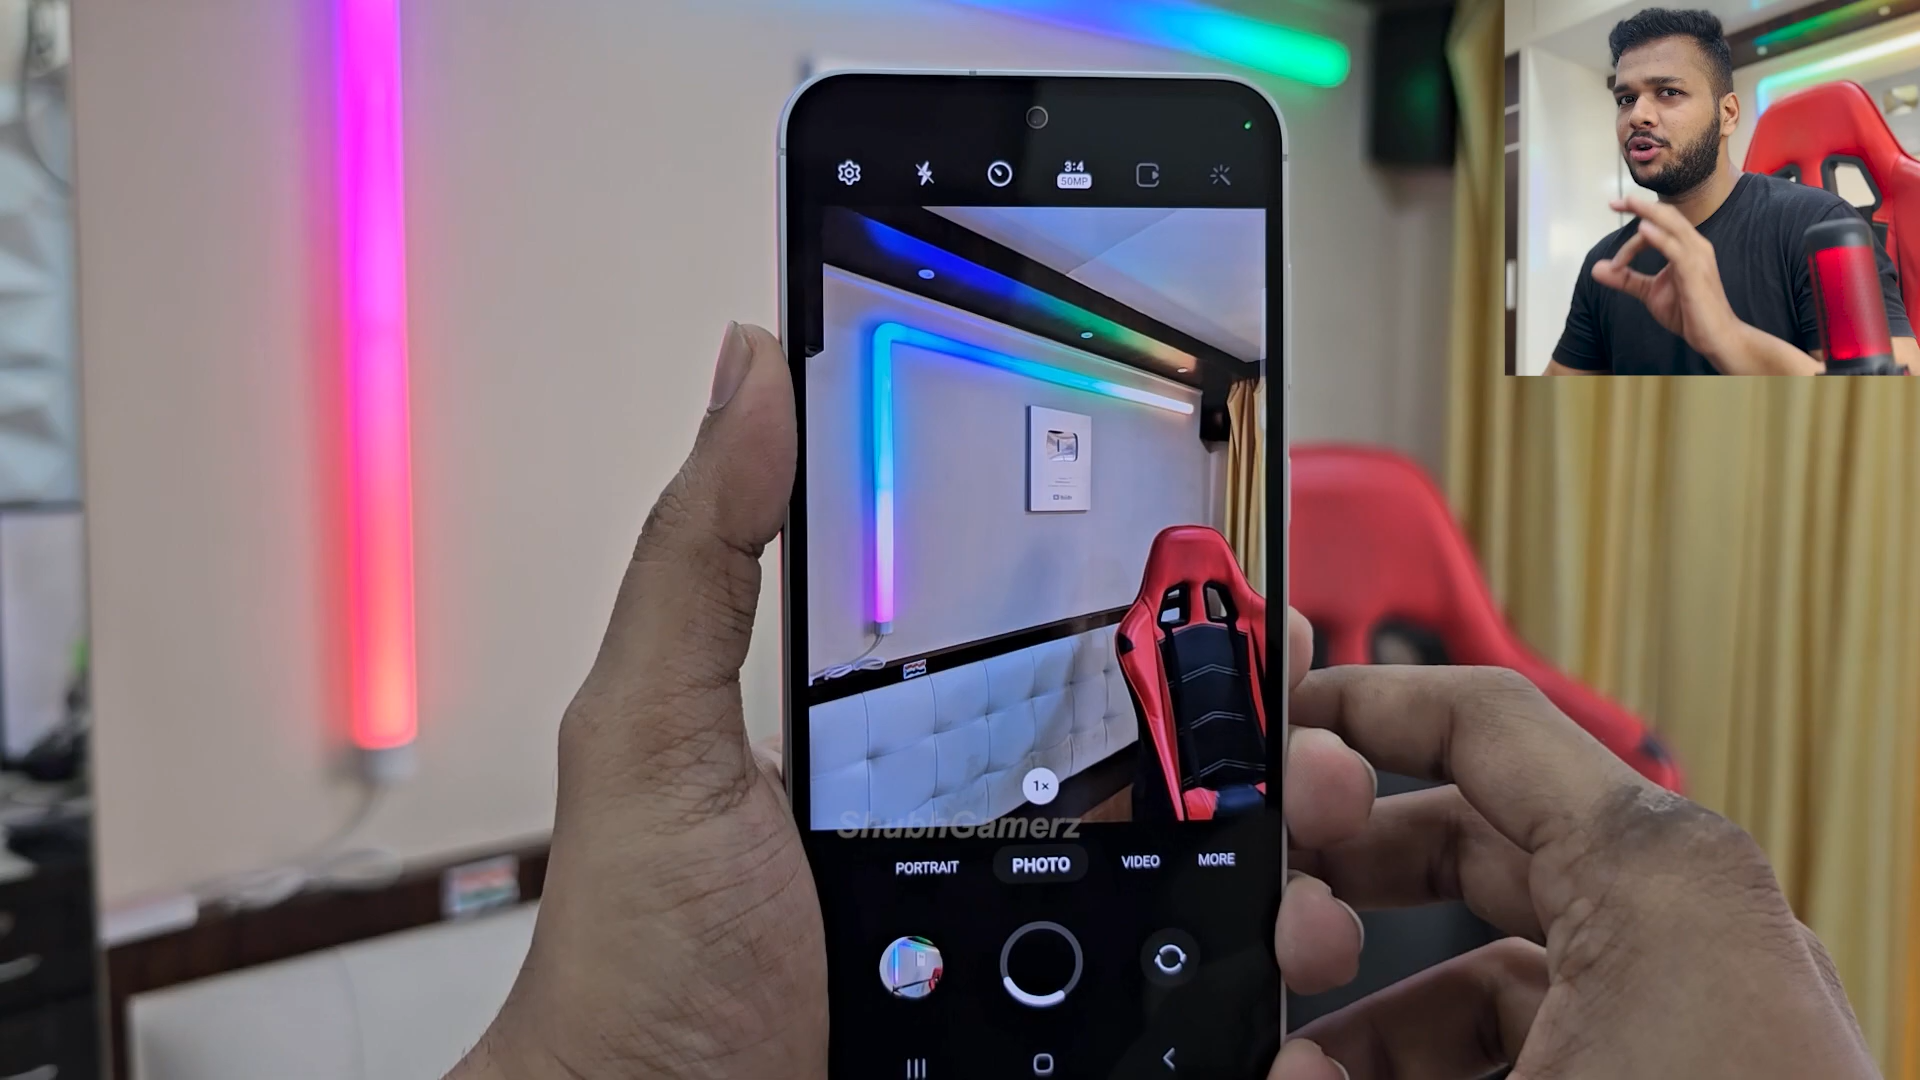 3:4
50MP
1×
ShubhGamerz
PORTRAIT
PHOTO
VIDEO
MORE